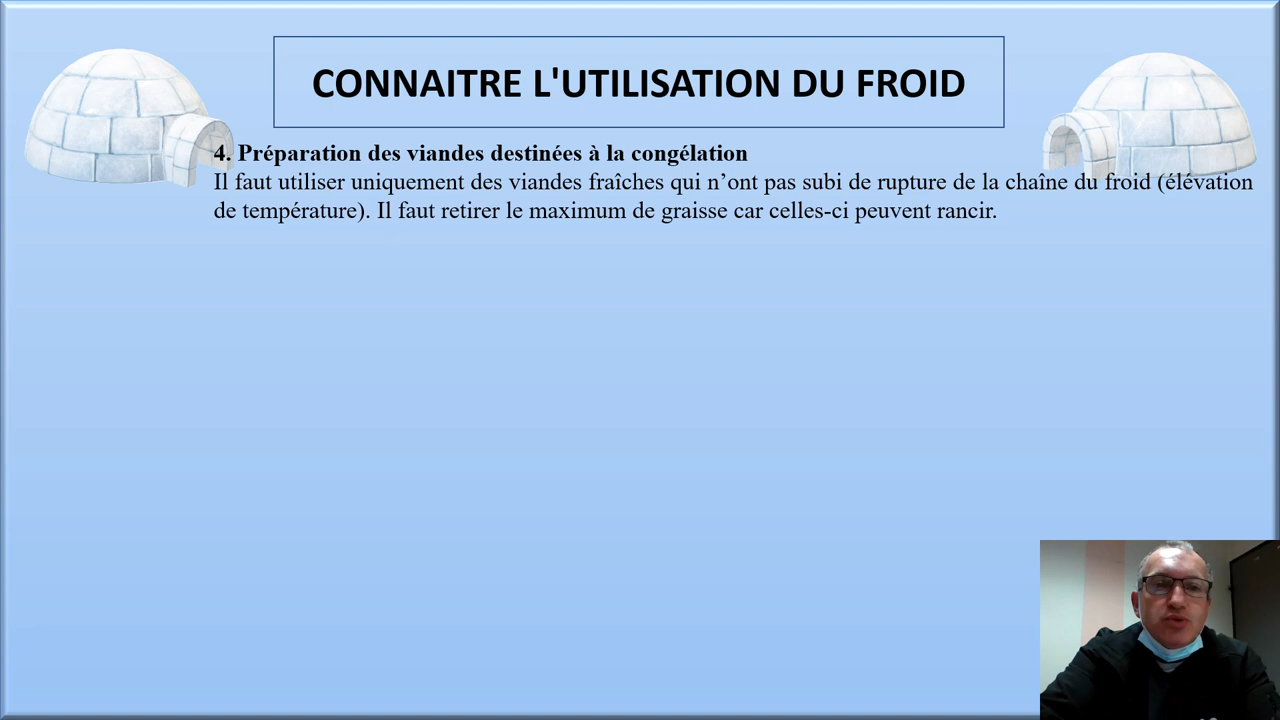 CONNAITRE L'UTILISATION DU FROID
4. Préparation des viandes destinées à la congélation
Il faut utiliser uniquement des viandes fraîches qui n’ont pas subi de rupture de la chaîne du froid (élévation
de température). Il faut retirer le maximum de graisse car celles-ci peuvent rancir.